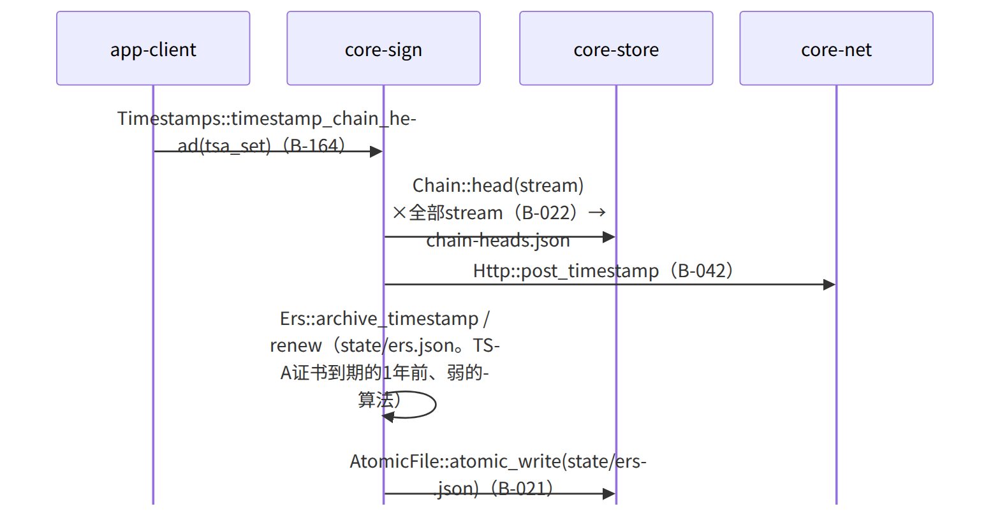 app-client
core-sign
core-store
core-net
Timestamps::timestamp_chain_he-
ad(tsa_set)（B-164）
Chain::head(stream)
×全部stream（B-022）→
chain-heads.json
Http::post_timestamp（B-042）
Ers::archive_timestamp /
renew（state/ers.json。TS-
A证书到期的1年前、弱的-
算法）
AtomicFile::atomic_write(state/ers-
.json)（B-021）